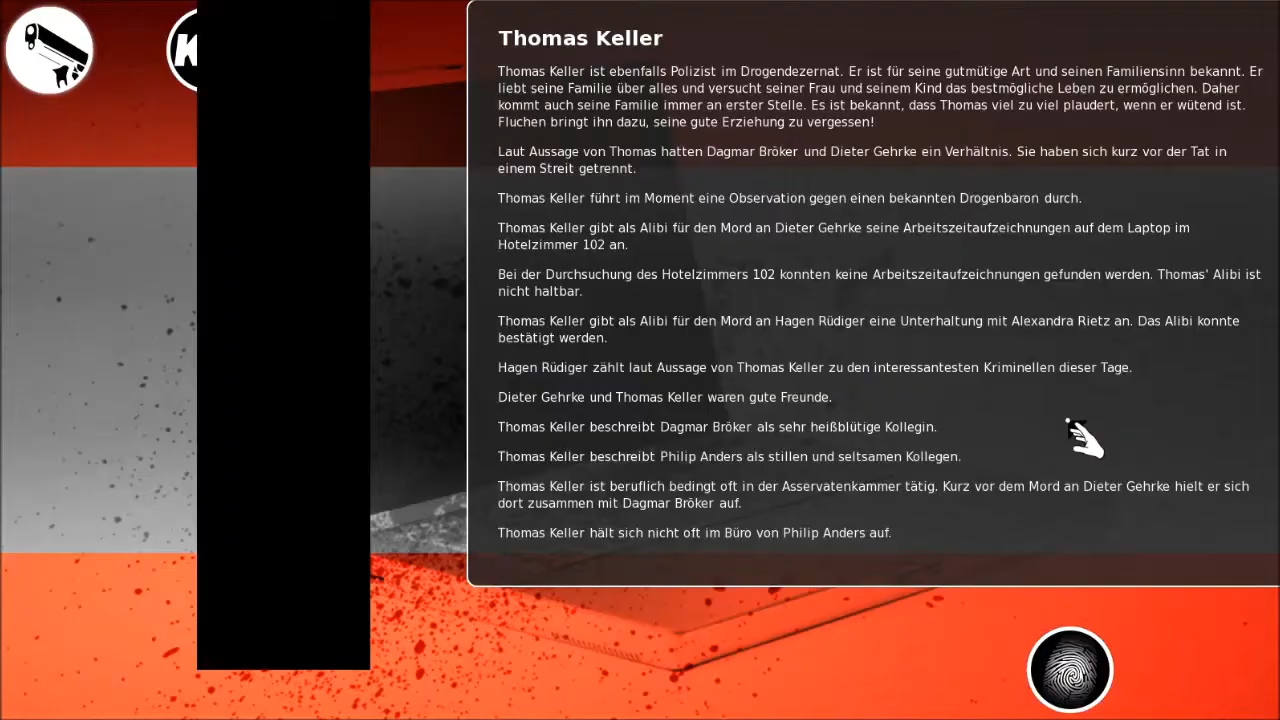 K
Thomas Keller
Thomas Keller ist ebenfalls Polizist im Drogendezernat. Er ist für seine gutmütige Art und seinen Familiensinn bekannt. Er
liebt seine Familie über alles und versucht seiner Frau und seinem Kind das bestmögliche Leben zu ermöglichen. Daher
kommt auch seine Familie immer an erster Stelle. Es ist bekannt, dass Thomas viel zu viel plaudert, wenn er wütend ist.
Fluchen bringt ihn dazu, seine gute Erziehung zu vergessen!
Laut Aussage von Thomas hatten Dagmar Bröker und Dieter Gehrke ein Verhältnis. Sie haben sich kurz vor der Tat in
einem Streit getrennt.
Thomas Keller führt im Moment eine Observation gegen einen bekannten Drogenbaron durch.
Thomas Keller gibt als Alibi für den Mord an Dieter Gehrke seine Arbeitszeitaufzeichnungen auf dem Laptop im
Hotelzimmer 102 an.
Bei der Durchsuchung des Hotelzimmers 102 konnten keine Arbeitszeitaufzeichnungen gefunden werden. Thomas' Alibi ist
nicht haltbar.
Thomas Keller gibt als Alibi für den Mord an Hagen Rüdiger eine Unterhaltung mit Alexandra Rietz an. Das Alibi konnte
bestätigt werden.
Hagen Rüdiger zählt laut Aussage von Thomas Keller zu den interessantesten Kriminellen dieser Tage.
Dieter Gehrke und Thomas Keller waren gute Freunde.
Thomas Keller beschreibt Dagmar Bröker als sehr heißblütige Kollegin.
Thomas Keller beschreibt Philip Anders als stillen und seltsamen Kollegen.
Thomas Keller ist beruflich bedingt oft in der Asservatenkammer tätig. Kurz vor dem Mord an Dieter Gehrke hielt er sich
dort zusammen mit Dagmar Bröker auf.
Thomas Keller hält sich nicht oft im Büro von Philip Anders auf.